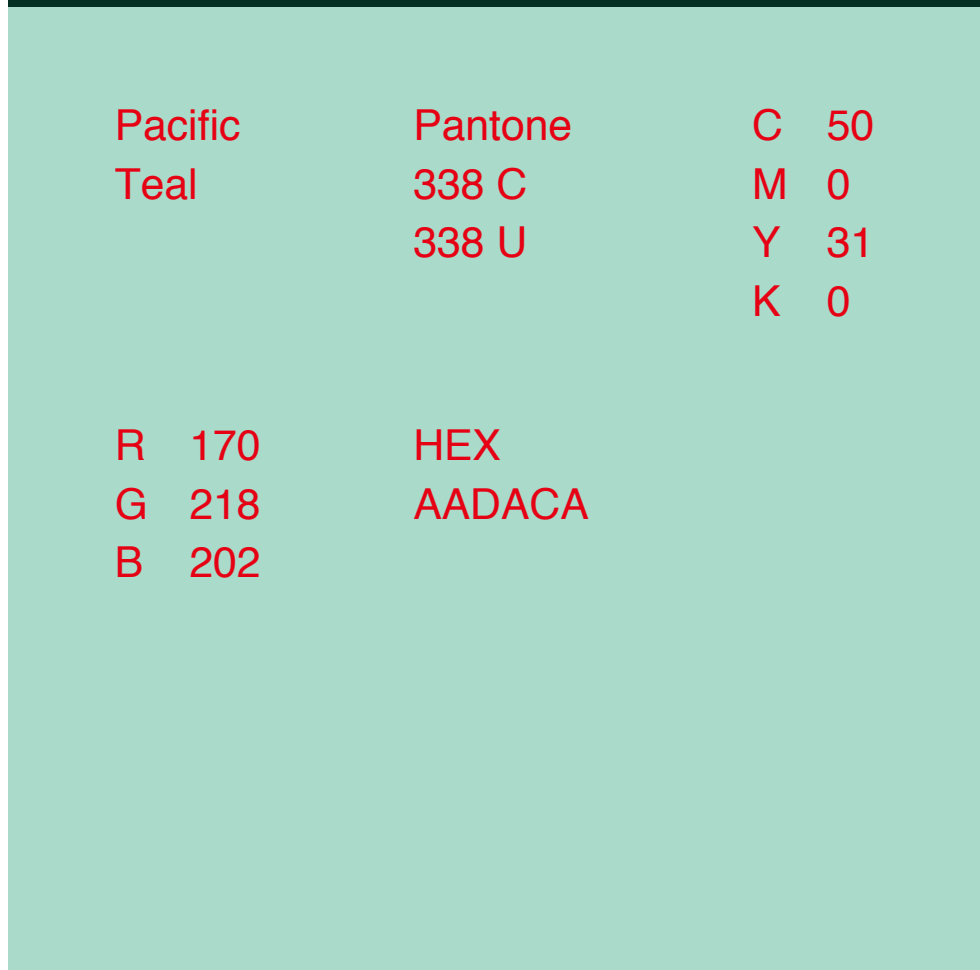 Pacific
Teal
Pantone
338 C
338 U
C 50
M 0
Y 31
K 0
R 170
G 218
B 202
HEX
AADACA